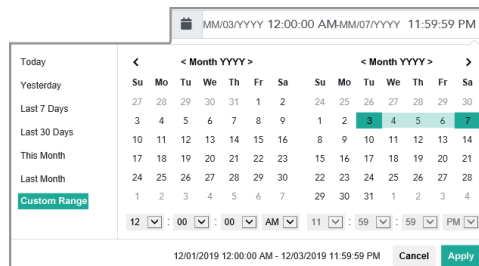 MM/03/YYYY 12:00:00 AM-MM/07/YYYY 11:59:59 PM
Today
Yesterday
Last 7 Days
Last 30 Days
This Month
Last Month
Custom Range
< < Month YYYY >
Su Mo Tu We Th Fr Sa
27 28 29 30 31 1 2
3 4 5 6 7 8 9
10 11 12 13 14 15 16
17 18 19 20 21 22 23
24 25 26 27 28 29 30
1 2 3 4 5 6 7
12 : 00 : 00 AM
< Month YYYY > >
Su Mo Tu We Th Fr Sa
24 25 26 27 28 29 30
1 2 3 4 5 6 7
8 9 10 11 12 13 14
15 16 17 18 19 20 21
22 23 24 25 26 27 28
29 30 31 1 2 3 4
11 : 59 : 59 PM
12/01/2019 12:00:00 AM - 12/03/2019 11:59:59 PM Cancel Apply